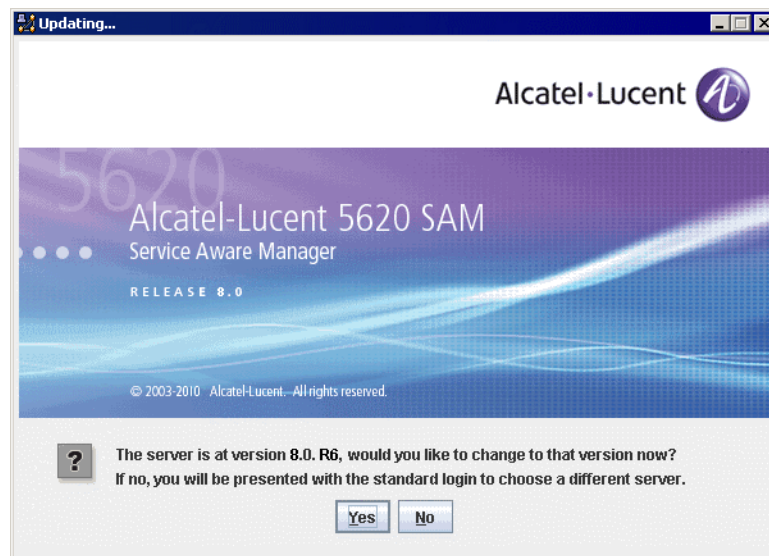 Updating...
Alcatel·Lucent
5620
Alcatel-Lucent 5620 SAM
Service Aware Manager
RELEASE 8.0
© 2003-2010 Alcatel-Lucent. All rights reserved.
?
The server is at version 8.0. R6, would you like to change to that version now?
If no, you will be presented with the standard login to choose a different server.
Yes No